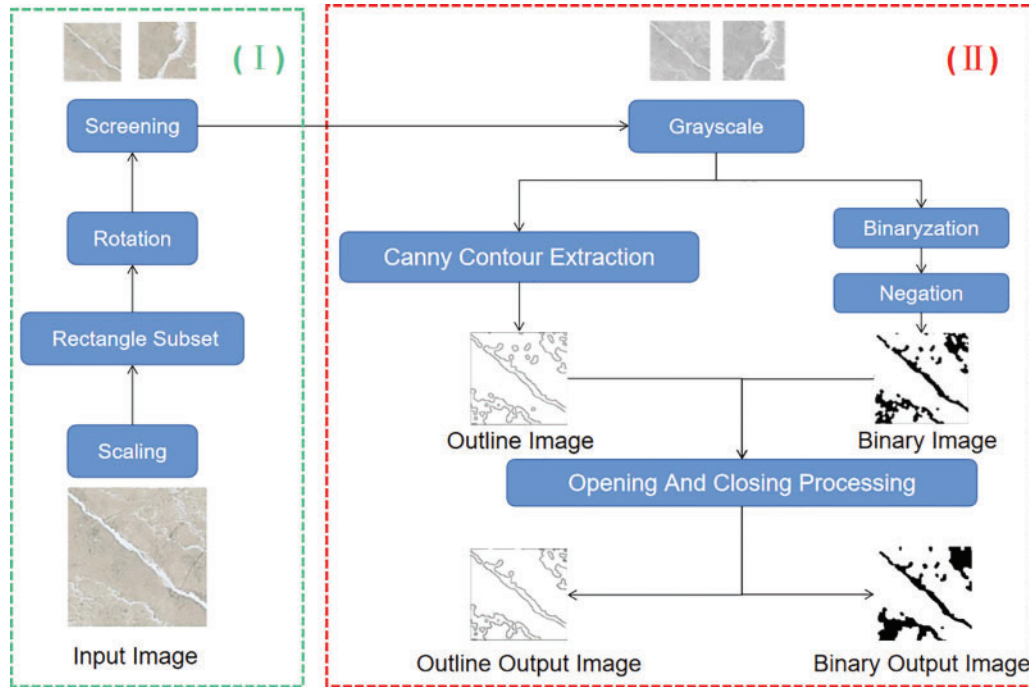 (Ⅰ)
Screening
Rotation
Rectangle Subset
Scaling
Input Image
(Ⅱ)
Grayscale
Canny Contour Extraction
Binaryzation
Negation
Outline Image
Binary Image
Opening And Closing Processing
Outline Output Image
Binary Output Image